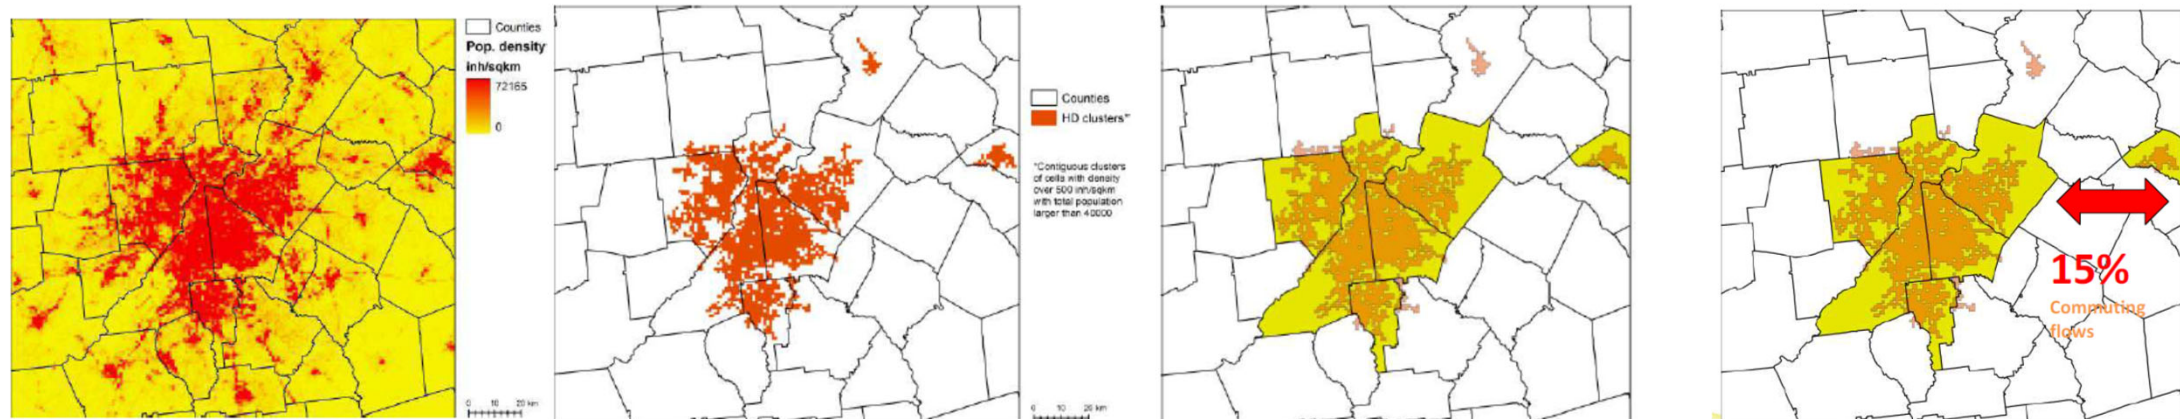 Counties
Pop. density
inh/sqkm
72165
0
0 10 20 km
Counties
HD clusters*
*Contiguous clusters
of cells with density
over 500 inh/sqkm
with total population
larger than 40000
0 10 20 km
15%
Commuting
flows